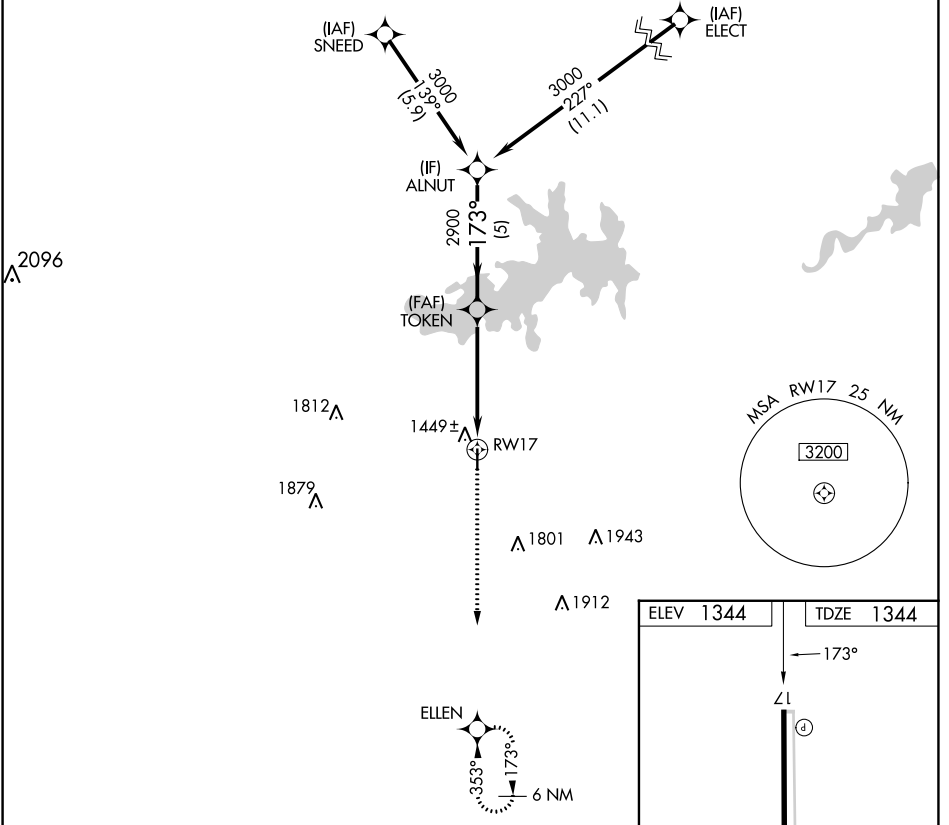 (IAF)
SNEED
(IAF)
ELECT
3000
139°
(5.9)
3000
227°
(11.1)
(IF)
ALNUT
2900
173°
(5)
2096
(FAF)
TOKEN
1812
1449±
RW17
MSA RW17 25 NM
3200
1879
1801
1943
1912
ELEV 1344
TDZE 1344
173°
17
P
ELLEN
353°
173°
6 NM